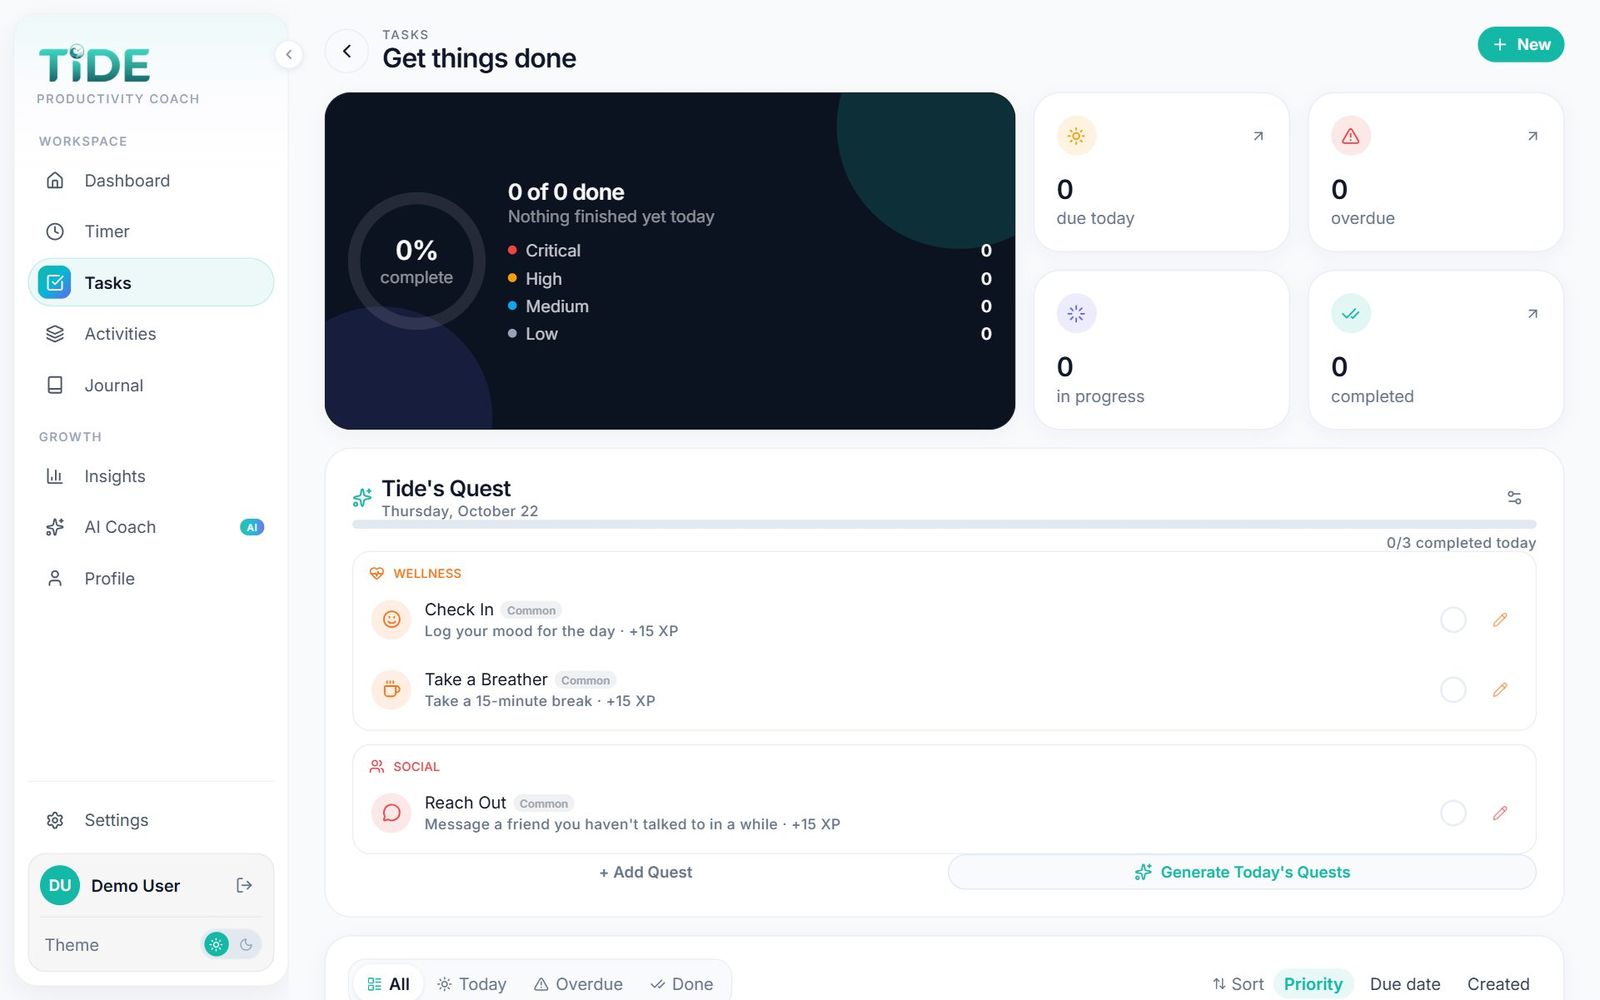 TiDE
PRODUCTIVITY COACH
WORKSPACE
Dashboard
Timer
Tasks
Activities
Journal
GROWTH
Insights
AI Coach AI
Profile
Settings
DU Demo User
Theme
TASKS
Get things done
+ New
0%
complete
0 of 0 done
Nothing finished yet today
Critical 0
High 0
Medium 0
Low 0
0
due today
0
overdue
0
in progress
0
completed
Tide's Quest
Thursday, October 22
0/3 completed today
WELLNESS
Check In Common
Log your mood for the day · +15 XP
Take a Breather Common
Take a 15-minute break · +15 XP
SOCIAL
Reach Out Common
Message a friend you haven't talked to in a while · +15 XP
+ Add Quest
Generate Today's Quests
All Today Overdue Done
Sort Priority Due date Created